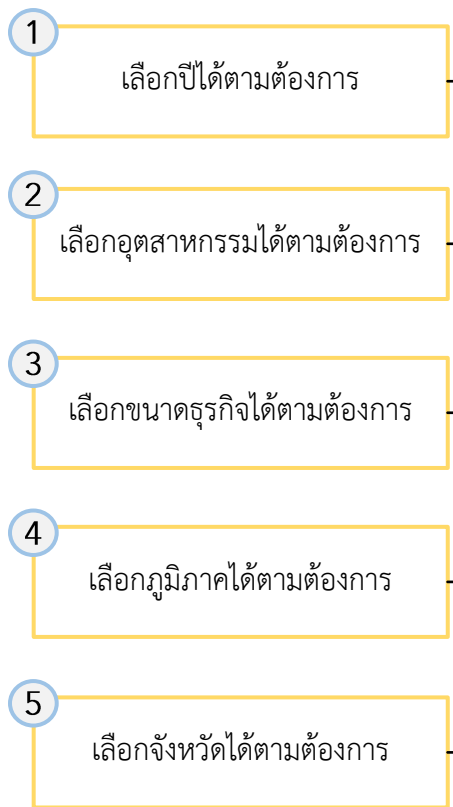 1
เลือกปีได้ตามต้องการ
2
เลือกอุตสาหกรรมได้ตามต้องการ
3
เลือกขนาดธุรกิจได้ตามต้องการ
4
เลือกภูมิภาคได้ตามต้องการ
5
เลือกจังหวัดได้ตามต้องการ